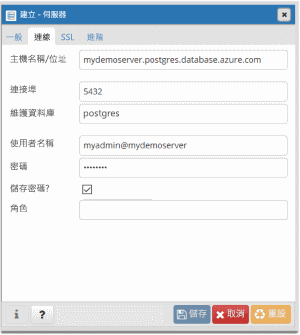 建立 - 伺服器
一般 連線 SSL 進階
主機名稱/位址 mydemoserver.postgres.database.azure.com
連接埠 5432
維護資料庫 postgres
使用者名稱 myadmin@mydemoserver
密碼 ••••••••
儲存密碼?
角色
i ? 儲存 取消 重設